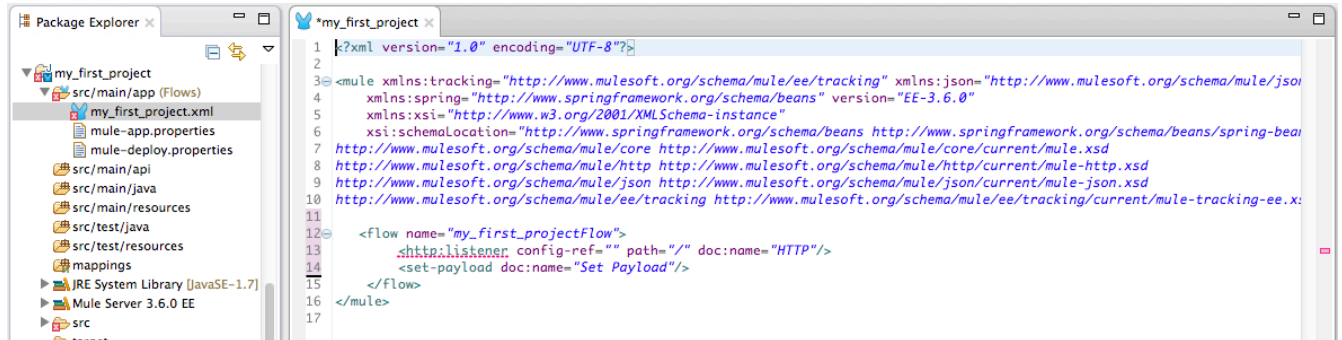 Package Explorer
my_first_project
src/main/app (Flows)
my_first_project.xml
mule-app.properties
mule-deploy.properties
src/main/api
src/main/java
src/main/resources
src/test/java
src/test/resources
mappings
JRE System Library [JavaSE-1.7]
Mule Server 3.6.0 EE
src
*my_first_project
1 <?xml version="1.0" encoding="UTF-8"?>
2
3 <mule xmlns:tracking="http://www.mulesoft.org/schema/mule/ee/tracking" xmlns:json="http://www.mulesoft.org/schema/mule/json
4 xmlns:spring="http://www.springframework.org/schema/beans" version="EE-3.6.0"
5 xmlns:xsi="http://www.w3.org/2001/XMLSchema-instance"
6 xsi:schemaLocation="http://www.springframework.org/schema/beans http://www.springframework.org/schema/beans/spring-bean
7 http://www.mulesoft.org/schema/mule/core http://www.mulesoft.org/schema/mule/core/current/mule.xsd
8 http://www.mulesoft.org/schema/mule/http http://www.mulesoft.org/schema/mule/http/current/mule-http.xsd
9 http://www.mulesoft.org/schema/mule/json http://www.mulesoft.org/schema/mule/json/current/mule-json.xsd
10 http://www.mulesoft.org/schema/mule/ee/tracking http://www.mulesoft.org/schema/mule/ee/tracking/current/mule-tracking-ee.xs
11
12 <flow name="my_first_projectFlow">
13 <http:listener config-ref="" path="/" doc:name="HTTP"/>
14 <set-payload doc:name="Set Payload"/>
15 </flow>
16 </mule>
17